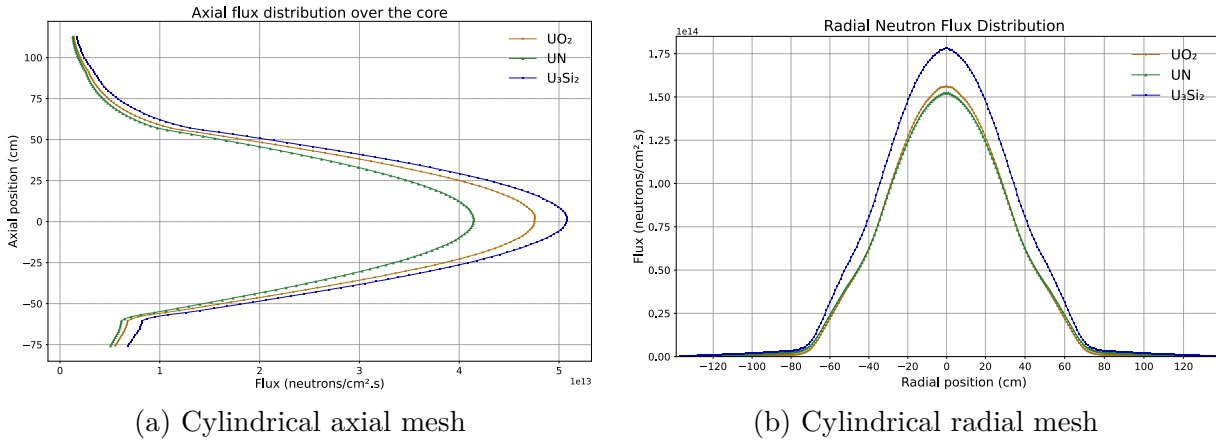 Axial flux distribution over the core
UO₂
UN
U₃Si₂
100
75
50
25
0
−25
−50
−75
Axial position (cm)
0
1
2
3
4
5
1e13
Flux (neutrons/cm².s)
(a) Cylindrical axial mesh
Radial Neutron Flux Distribution
1e14
UO₂
UN
U₃Si₂
1.75
1.50
1.25
1.00
0.75
0.50
0.25
0.00
Flux (neutrons/cm².s)
−120
−100
−80
−60
−40
−20
0
20
40
60
80
100
120
Radial position (cm)
(b) Cylindrical radial mesh